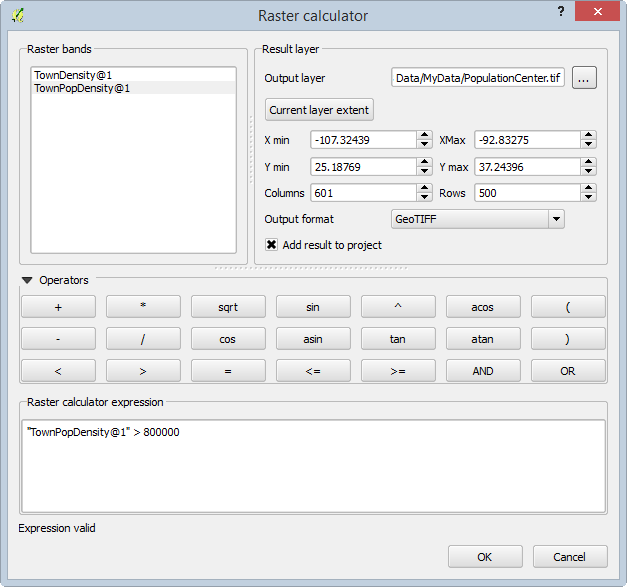 Raster calculator
?
Raster bands
TownDensity@1
TownPopDensity@1
Result layer
Output layer
Data/MyData/PopulationCenter.tif
...
Current layer extent
X min
-107.32439
XMax
-92.83275
Y min
25.18769
Y max
37.24396
Columns
601
Rows
500
Output format
GeoTIFF
Add result to project
Operators
+ * sqrt sin ^ acos (
- / cos asin tan atan )
< > = <= >= AND OR
Raster calculator expression
"TownPopDensity@1" > 800000
Expression valid
OK
Cancel